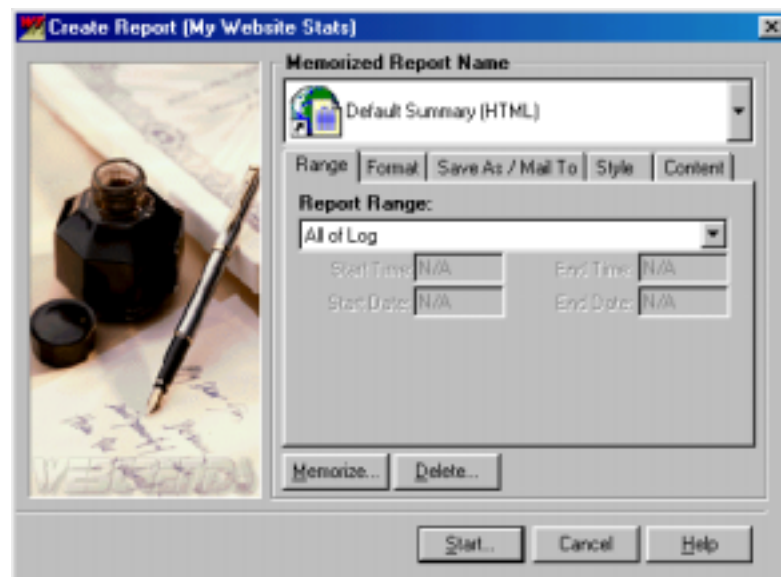 Create Report (My Website Stats)
Memorized Report Name
Default Summary (HTML)
Range Format Save As / Mail To Style Content
Report Range:
All of Log
Start Time: N/A End Time: N/A
Start Date: N/A End Date: N/A
WEBTRENDS
Memorize... Delete...
Start... Cancel Help